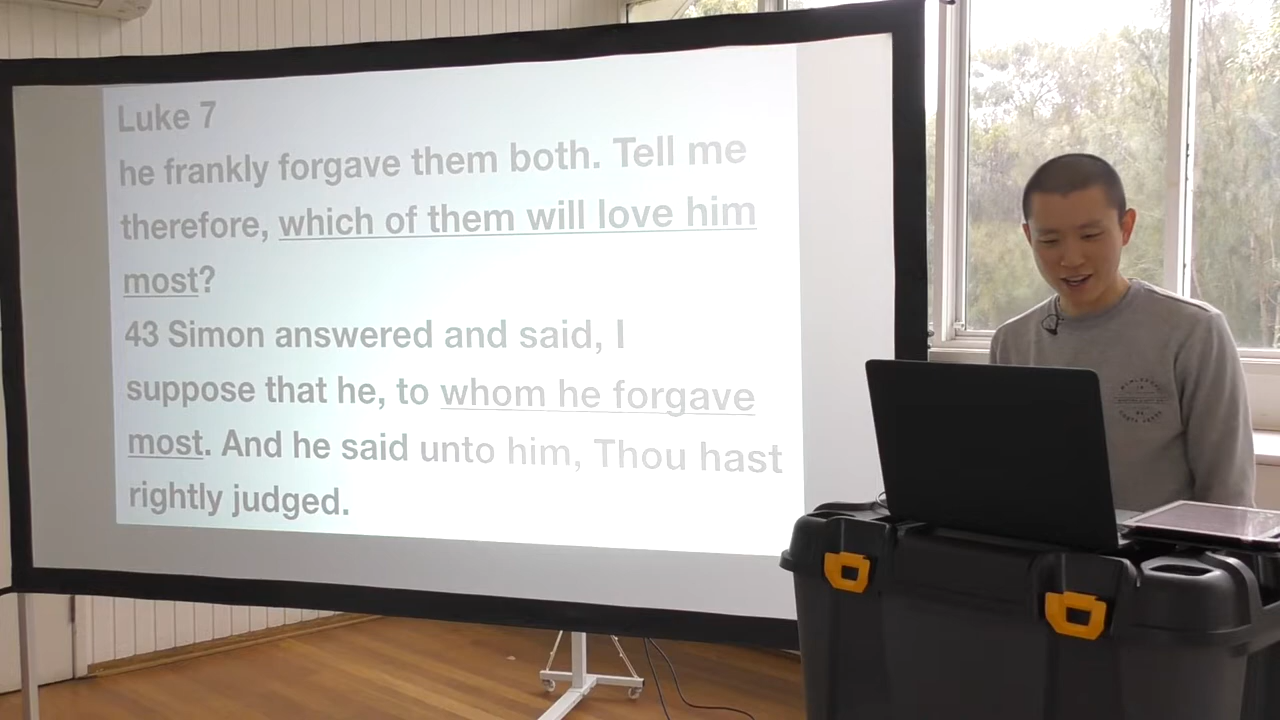 Luke 7
he frankly forgave them both. Tell me
therefore, which of them will love him
most?
43 Simon answered and said, I
suppose that he, to whom he forgave
most. And he said unto him, Thou hast
rightly judged.